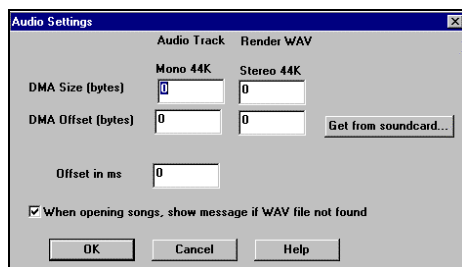 Audio Settings
Audio Track Render WAV
Mono 44K Stereo 44K
DMA Size (bytes) 0 0
DMA Offset (bytes) 0 0 Get from soundcard...
Offset in ms 0
When opening songs, show message if WAV file not found
OK Cancel Help